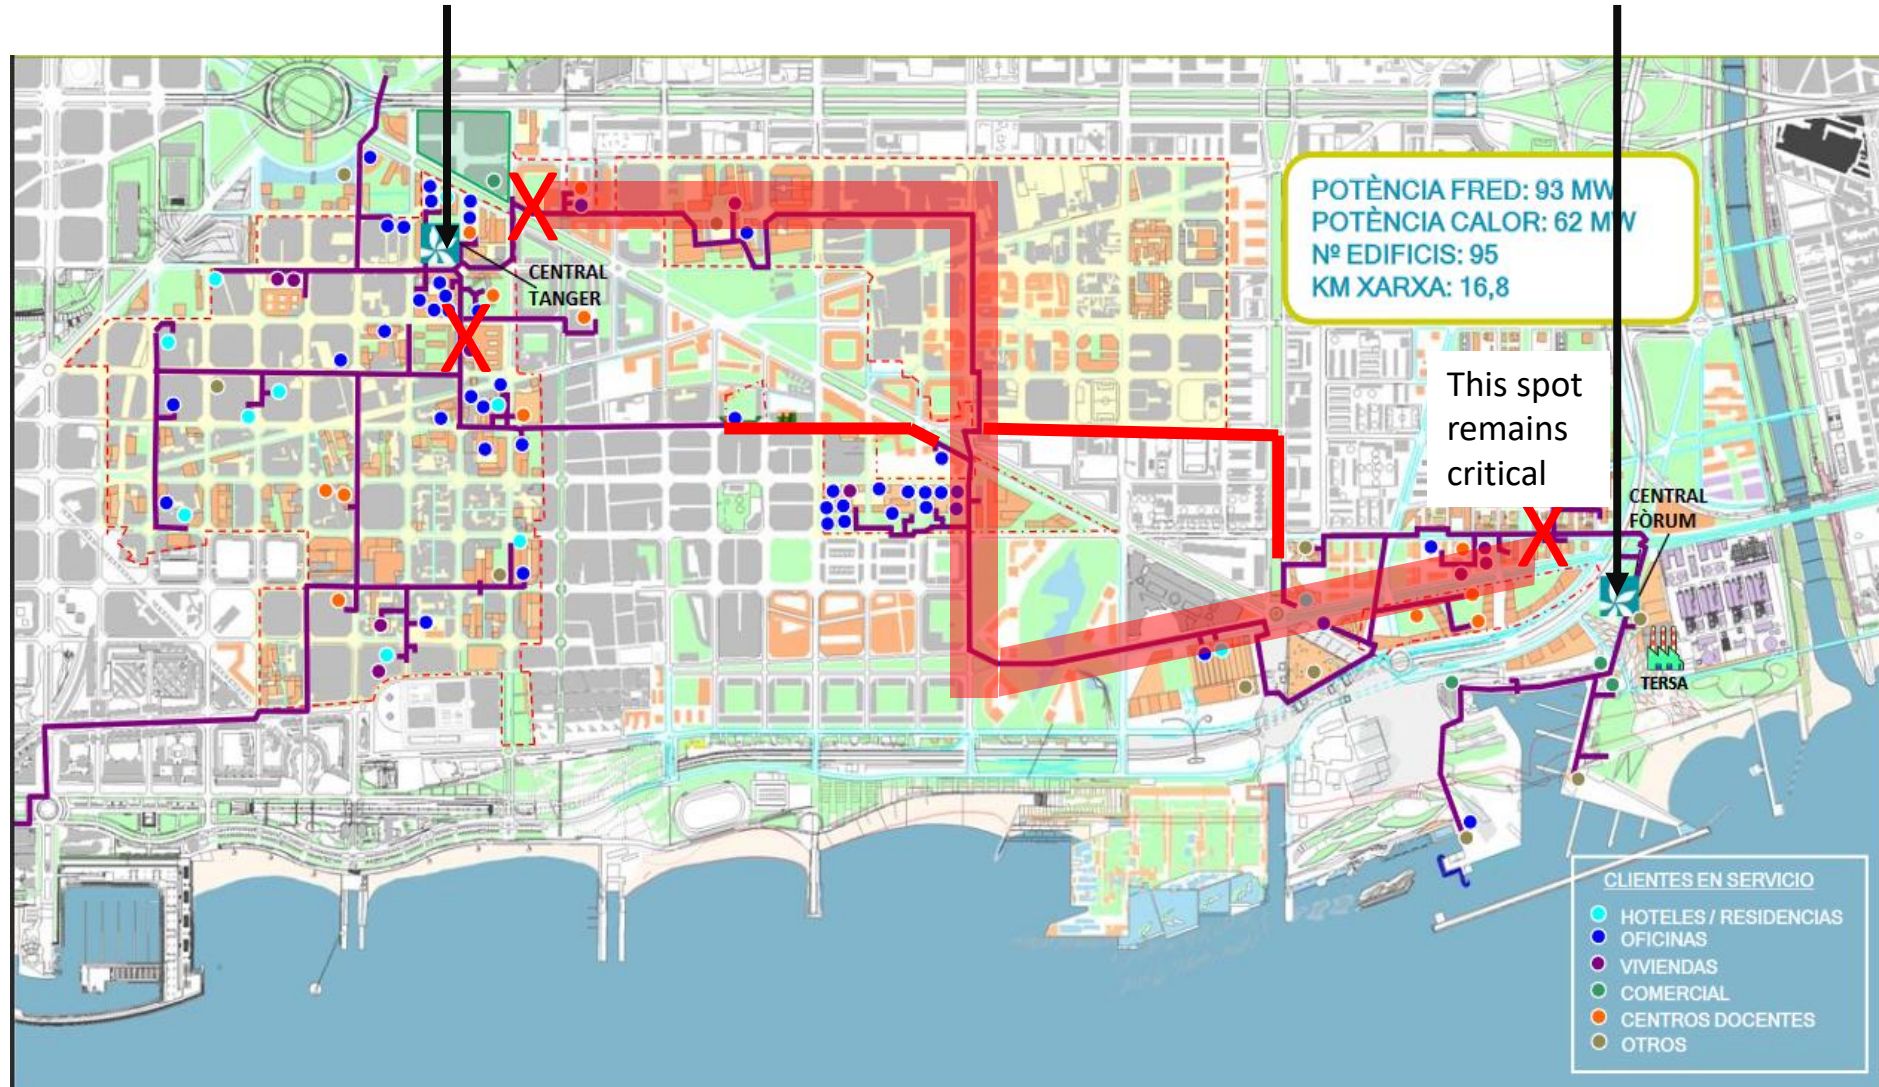 POTÈNCIA FRED: 93 MW
POTÈNCIA CALOR: 62 MW
Nº EDIFICIS: 95
KM XARXA: 16,8
X
CENTRAL
TANGER
X
This spot
remains
critical
X
CENTRAL
FÒRUM
TERSA
CLIENTES EN SERVICIO
HOTELES / RESIDENCIAS
OFICINAS
VIVIENDAS
COMERCIAL
CENTROS DOCENTES
OTROS